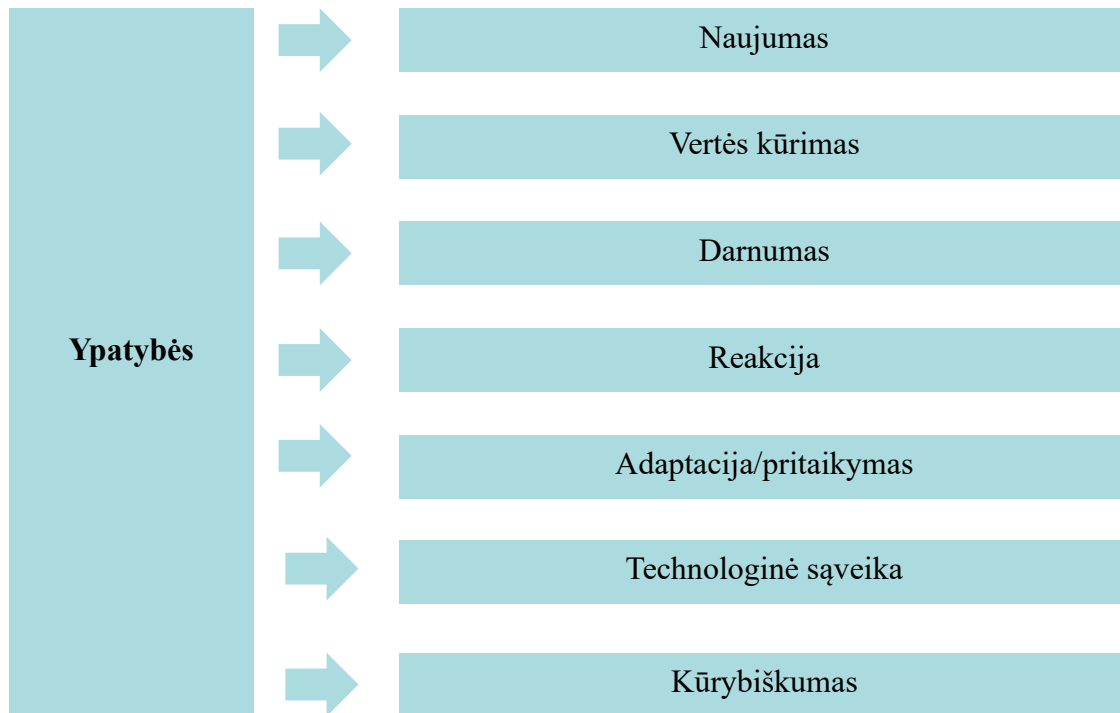 Naujumas
Vertės kūrimas
Darnumas
Ypatybės
Reakcija
Adaptacija/pritaikymas
Technologinė sąveika
Kūrybiškumas